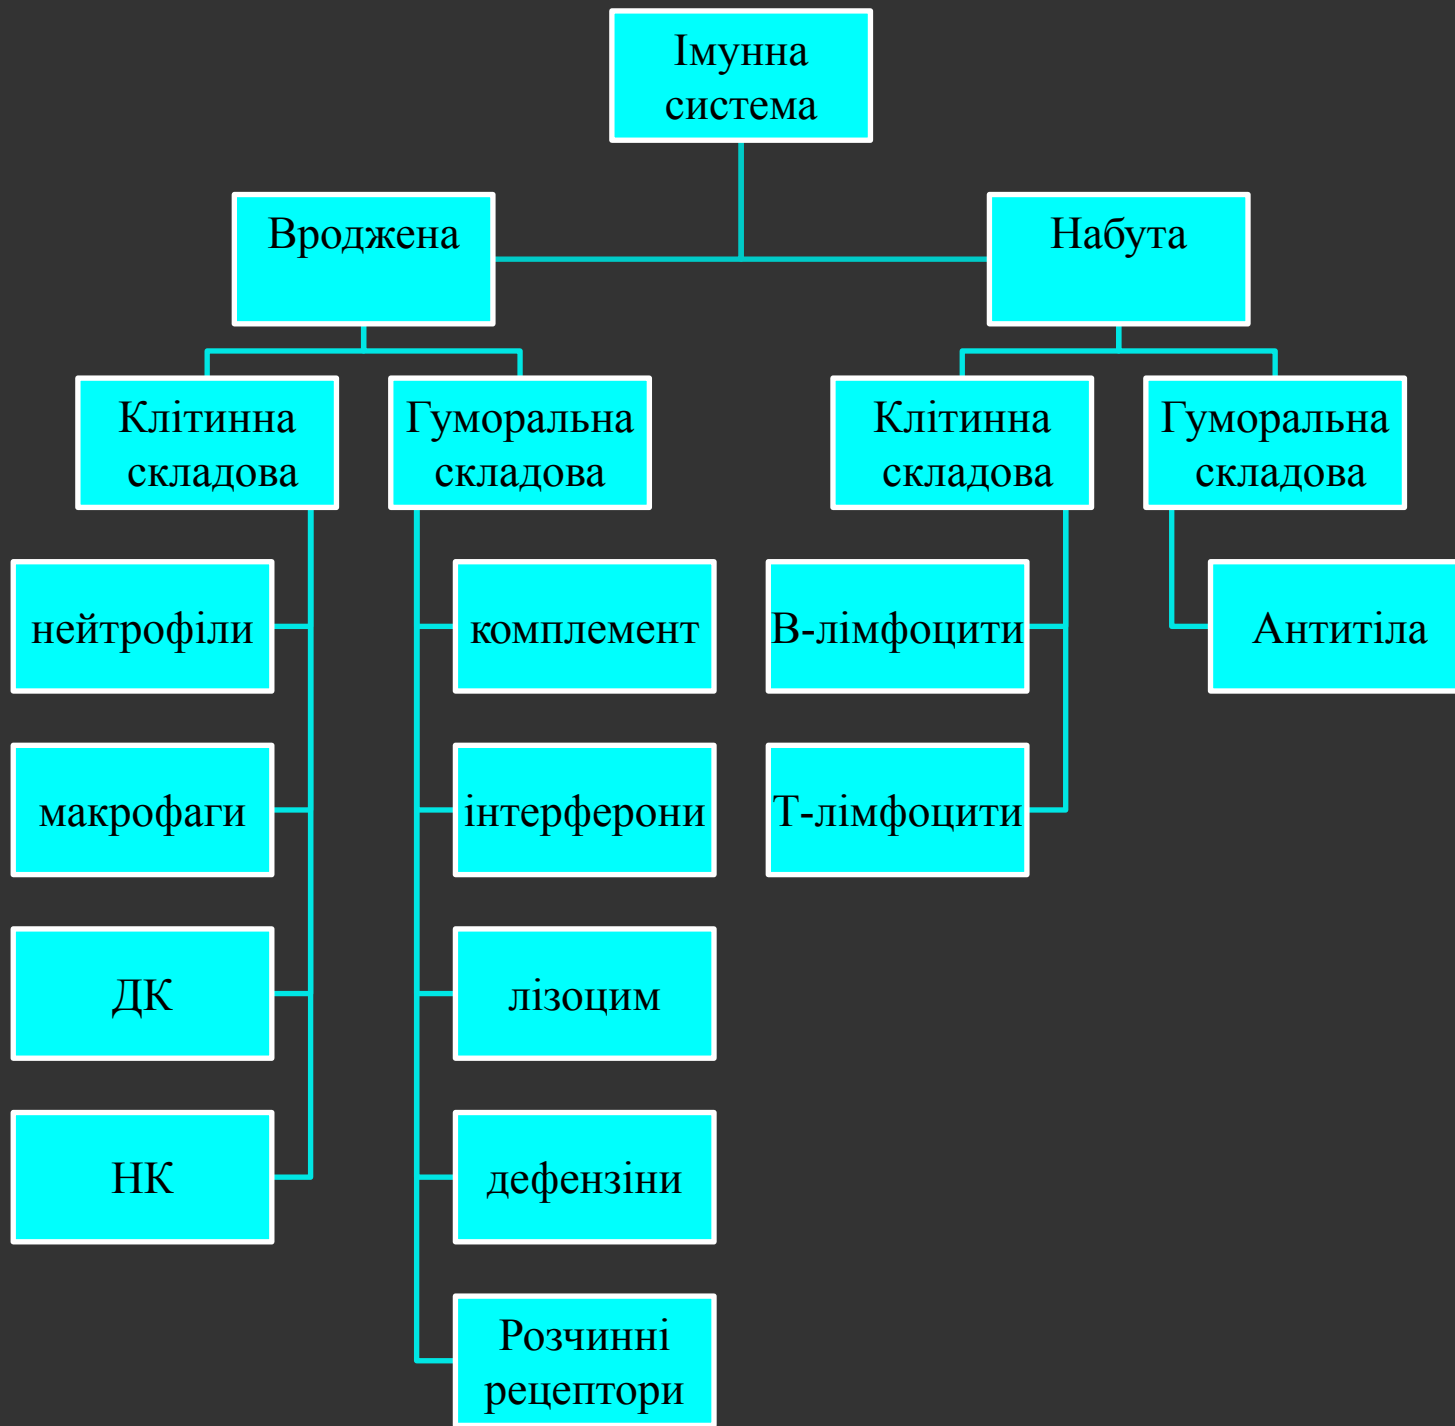 Імунна
система
Вроджена
Набута
Клітинна
складова
Гуморальна
складова
Клітинна
складова
Гуморальна
складова
нейтрофіли
комплемент
В-лімфоцити
Антитіла
макрофаги
інтерферони
Т-лімфоцити
ДК
лізоцим
НК
дефензіни
Розчинні
рецептори